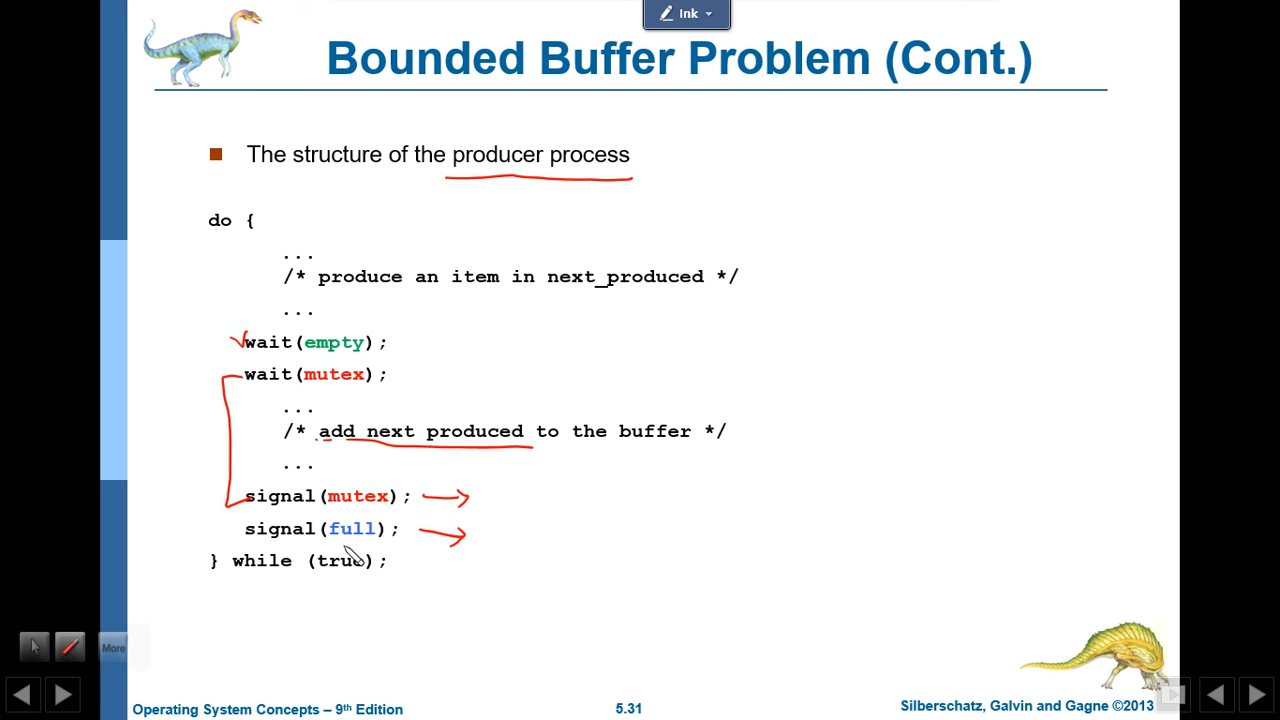 Ink
Bounded Buffer Problem (Cont.)
The structure of the producer process
do {
...
/* produce an item in next_produced */
...
wait(empty);
wait(mutex);
...
/* add next produced to the buffer */
...
signal(mutex);
signal(full);
} while (true);
More
Operating System Concepts – 9th Edition
5.31
Silberschatz, Galvin and Gagne ©2013